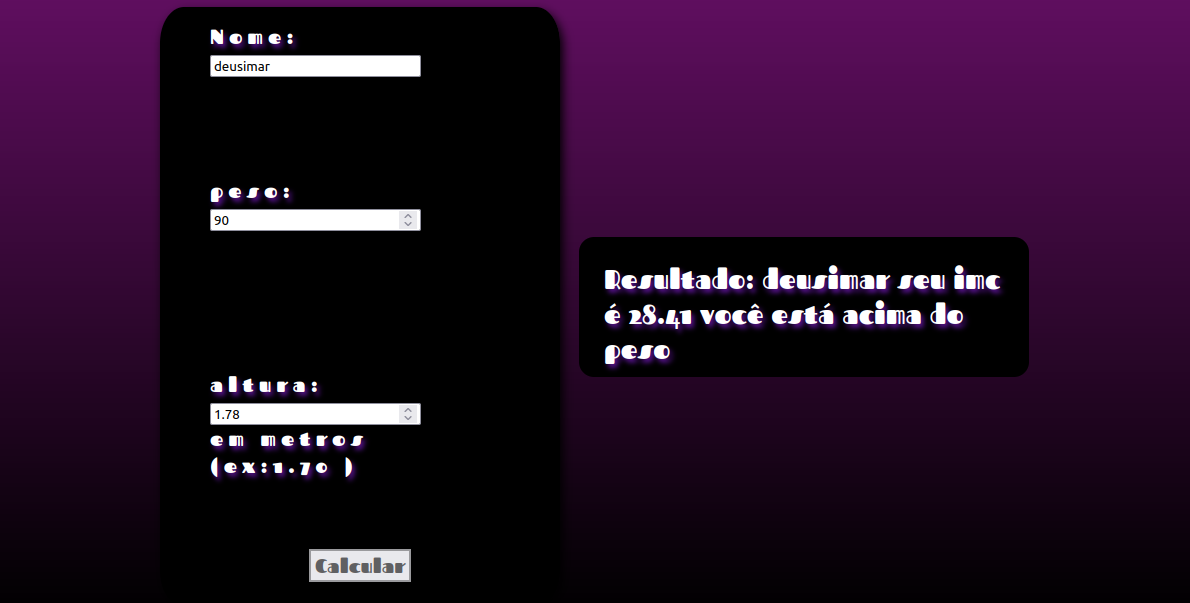 Nome:
deusimar
peso:
90
altura:
1.78
em metros
(ex:1.70 )
Calcular
Resultado: deusimar seu imc
é 28.41 você está acima do
peso